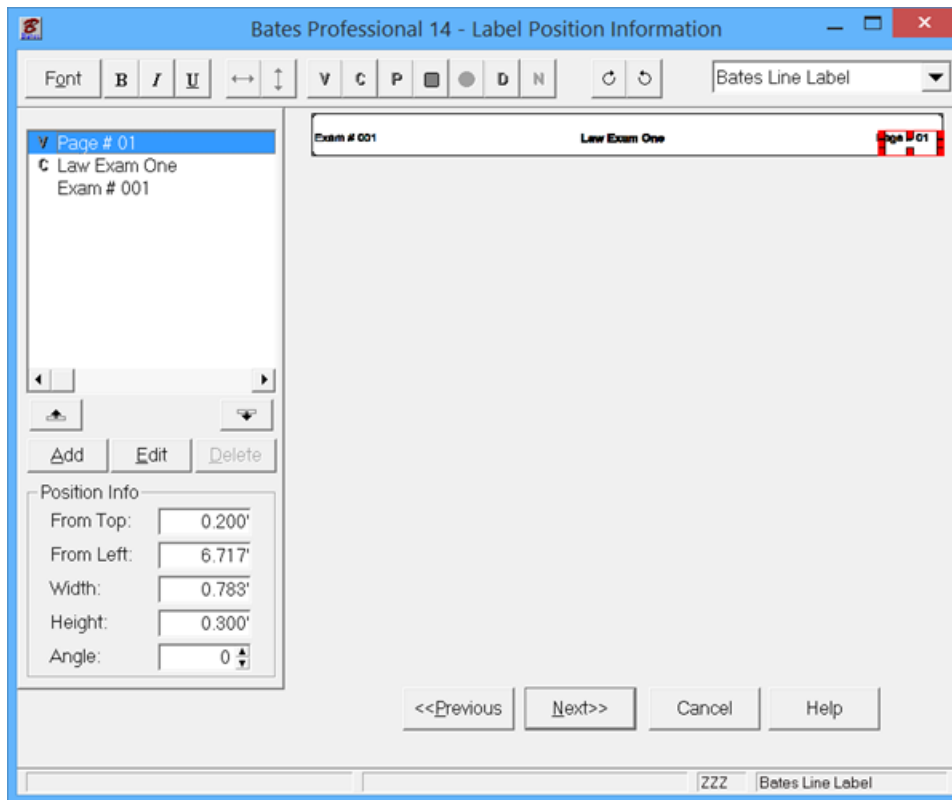 Bates Professional 14 - Label Position Information
Font B I U V C P D N Bates Line Label
V Page # 01
C Law Exam One
Exam # 001
Exam # 001 Law Exam One Page # 01
Add Edit Delete
Position Info
From Top: 0.200'
From Left: 6.717'
Width: 0.783'
Height: 0.300'
Angle: 0
<<Previous Next>> Cancel Help
ZZZ Bates Line Label